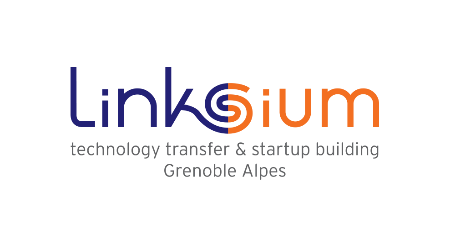 Linksium
technology transfer & startup building
Grenoble Alpes